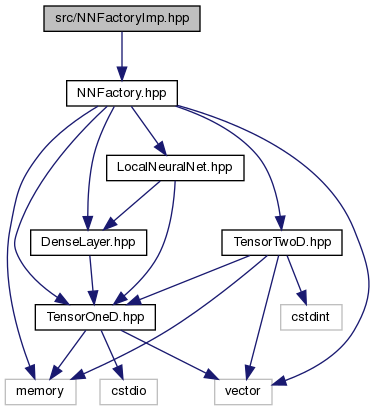 src/NNFactoryImp.hpp
NNFactory.hpp
LocalNeuralNet.hpp
DenseLayer.hpp
TensorTwoD.hpp
TensorOneD.hpp
cstdint
memory
cstdio
vector